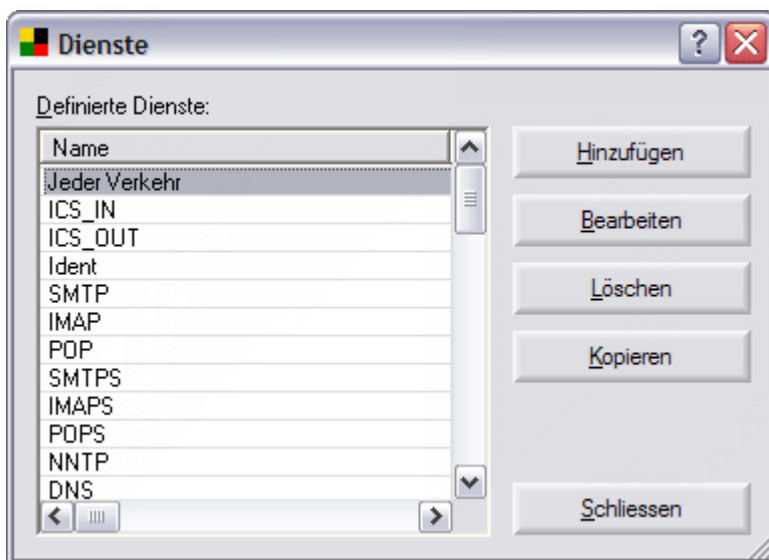 Dienste
Definierte Dienste:
Name
Jeder Verkehr
ICS_IN
ICS_OUT
Ident
SMTP
IMAP
POP
SMTPS
IMAPS
POPS
NNTP
DNS
Hinzufügen
Bearbeiten
Löschen
Kopieren
Schliessen